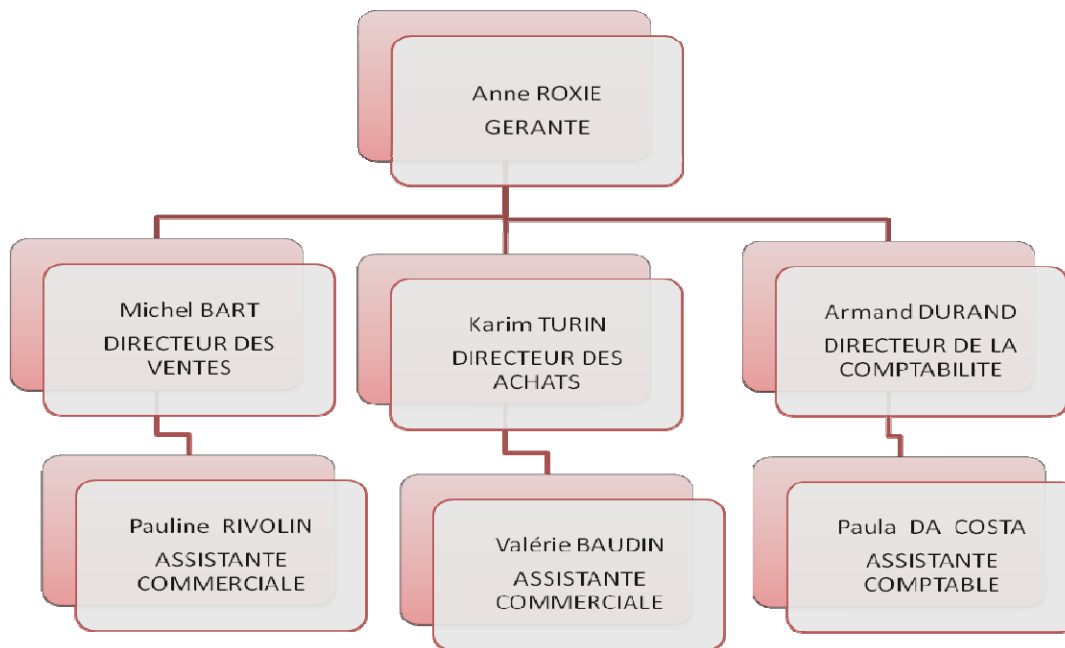 Anne ROXIE
GERANTE
Michel BART
DIRECTEUR DES
VENTES
Karim TURIN
DIRECTEUR DES
ACHATS
Armand DURAND
DIRECTEUR DE LA
COMPTABILITE
Pauline RIVOLIN
ASSISTANTE
COMMERCIALE
Valérie BAUDIN
ASSISTANTE
COMMERCIALE
Paula DA COSTA
ASSISTANTE
COMPTABLE